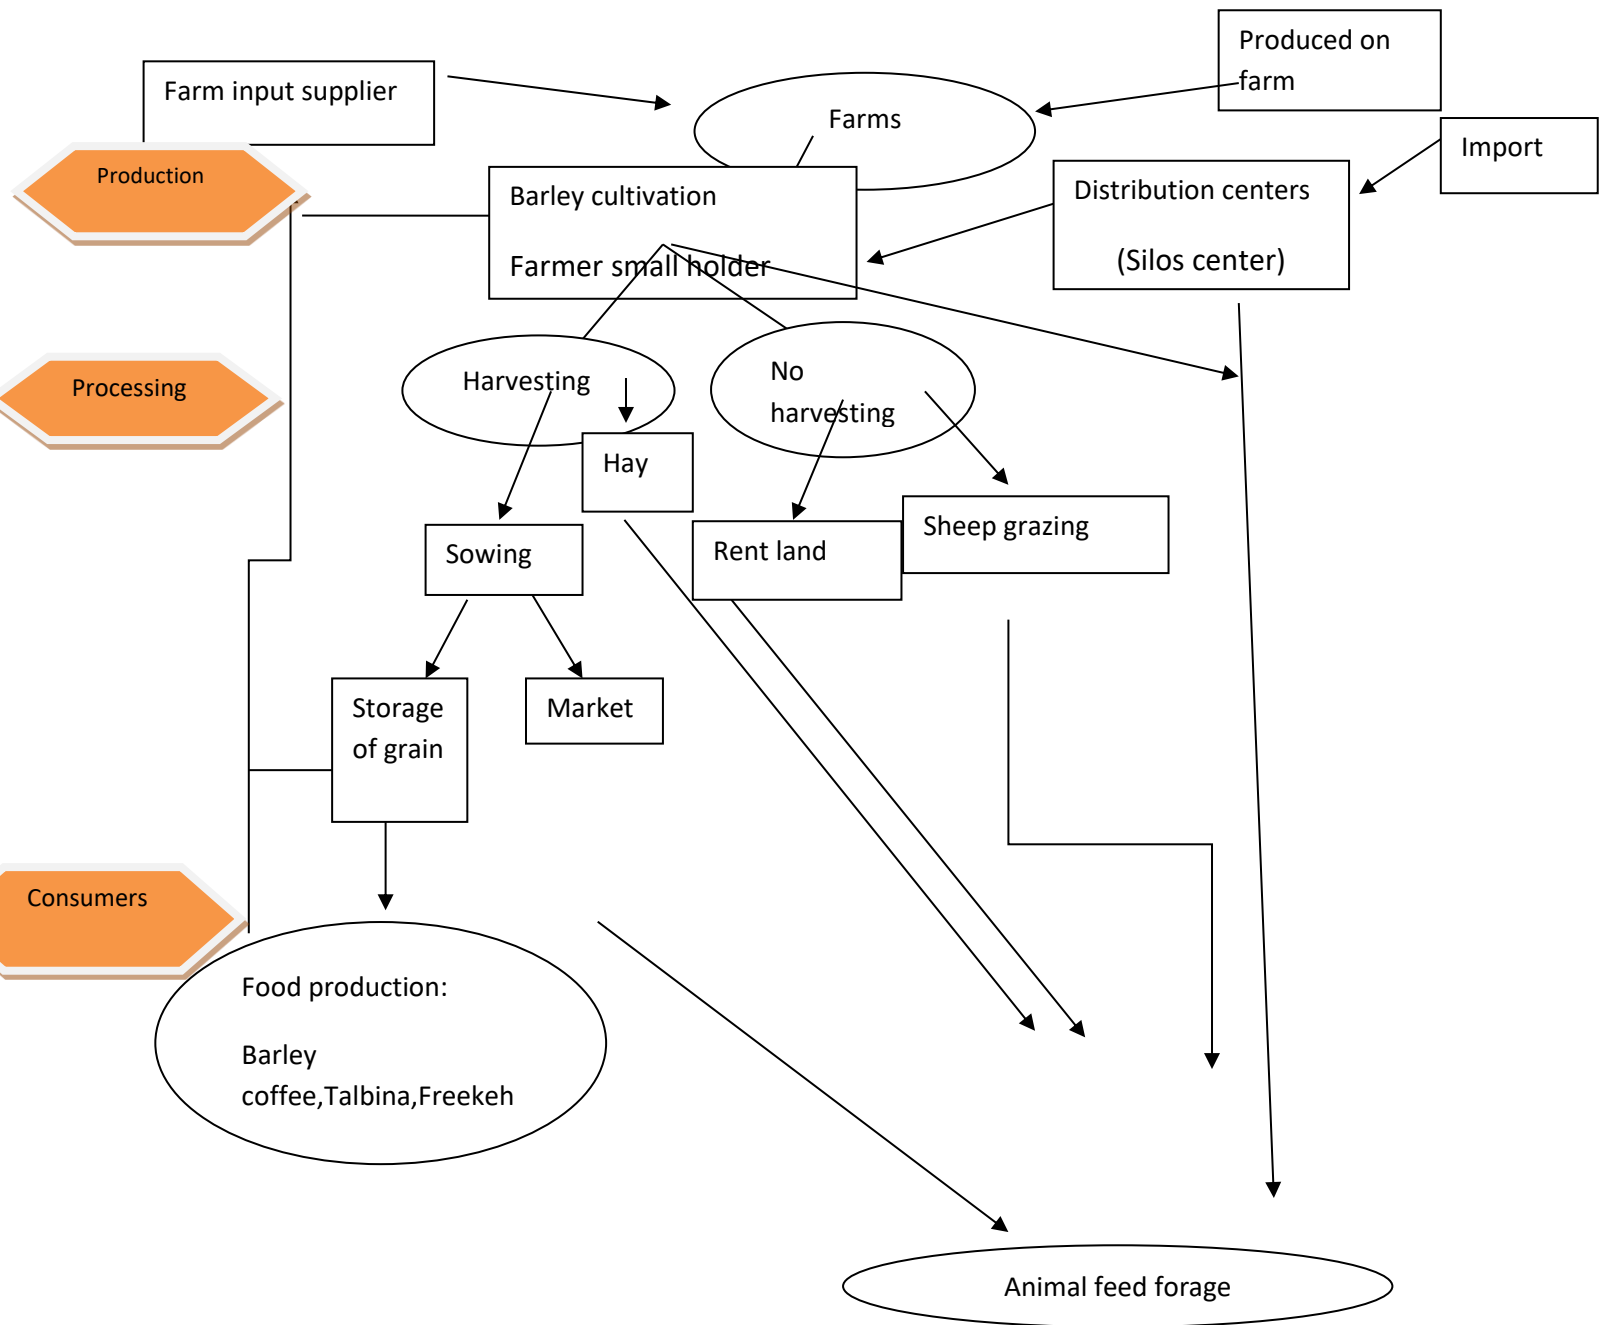 Produced on
farm
Farm input supplier
Farms
Import
Production
Barley cultivation
Farmer small holder
Distribution centers
(Silos center)
Processing
Harvesting
No
harvesting
Hay
Sowing
Rent land
Sheep grazing
Storage
of grain
Market
Consumers
Food production:
Barley
coffee,Talbina,Freekeh
Animal feed forage